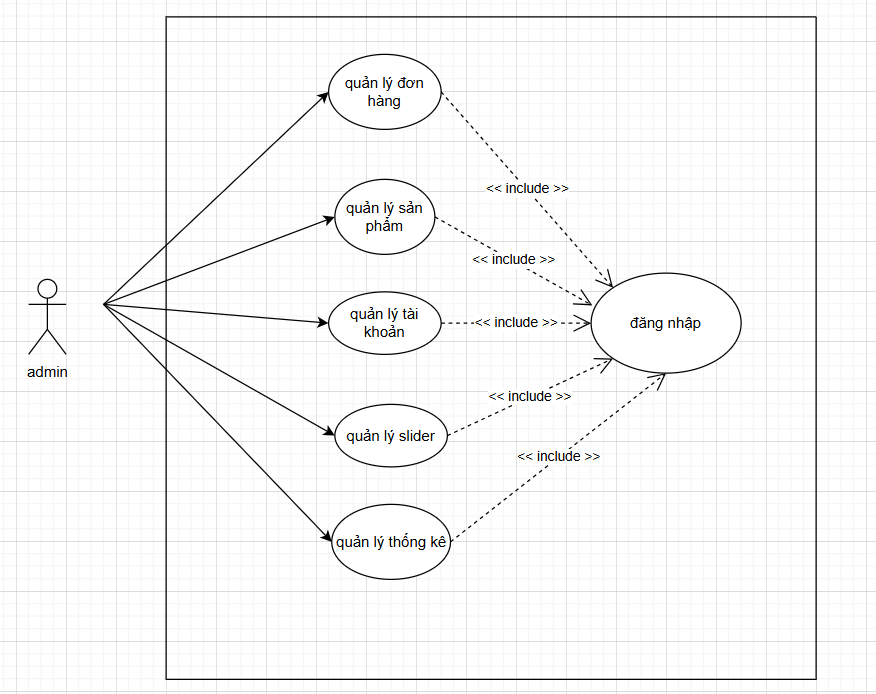 quản lý đơn
hàng
<< include >>
quản lý sản
phẩm
<< include >>
quản lý tài
khoản
<< include >>
đăng nhập
admin
<< include >>
quản lý slider
<< include >>
quản lý thống kê